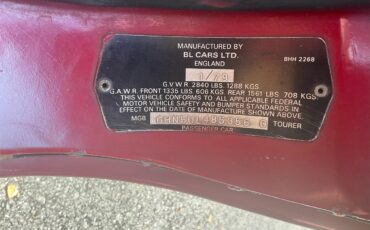 MANUFACTURED BY
BL CARS LTD.
ENGLAND
BHH 2268
1/79
G.V.W.R. 2840 LBS. 1288 KGS
G.A.W.R. FRONT 1335 LBS 606 KGS REAR 1561 LBS 708 KGS.
THIS VEHICLE CONFORMS TO ALL APPLICABLE FEDERAL
MOTOR VEHICLE SAFETY AND BUMPER STANDARDS IN
EFFECT ON THE DATE OF MANUFACTURE SHOWN ABOVE.
MGB TOURER
PASSENGER CAR